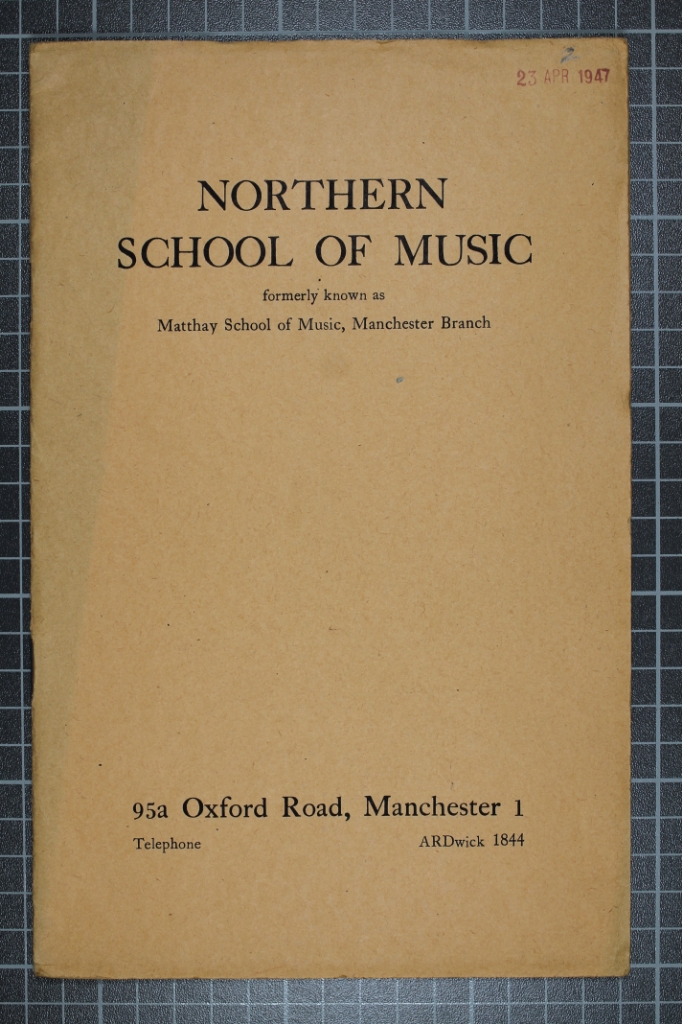 23 APR 1947
NORTHERN
SCHOOL OF MUSIC
formerly known as
Matthay School of Music, Manchester Branch
95a Oxford Road, Manchester 1
Telephone ARDwick 1844